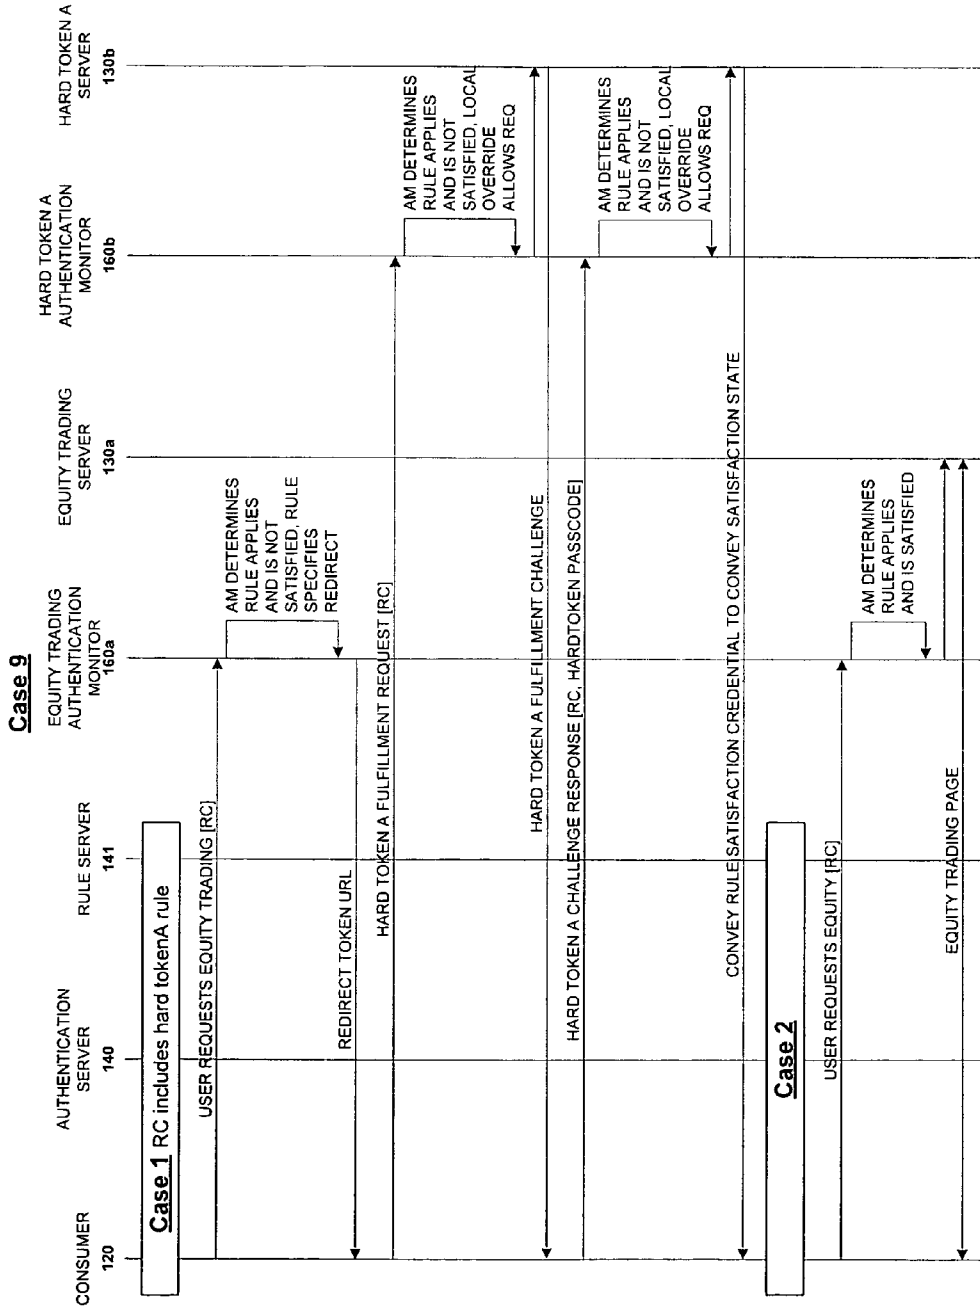 Case 9
CONSUMER
120
AUTHENTICATION
SERVER
140
RULE SERVER
141
EQUITY TRADING
AUTHENTICATION
MONITOR
160a
EQUITY TRADING
SERVER
130a
HARD TOKEN A
AUTHENTICATION
MONITOR
160b
HARD TOKEN A
SERVER
130b
Case 1 RC includes hard tokenA rule
USER REQUESTS EQUITY TRADING [RC]
AM DETERMINES
RULE APPLIES
AND IS NOT
SATISFIED, RULE
SPECIFIES
REDIRECT
REDIRECT TOKEN URL
HARD TOKEN A FULFILLMENT REQUEST [RC]
AM DETERMINES
RULE APPLIES
AND IS NOT
SATISFIED, LOCAL
OVERRIDE
ALLOWS REQ
HARD TOKEN A FULFILLMENT CHALLENGE
HARD TOKEN A CHALLENGE RESPONSE [RC, HARDTOKEN PASSCODE]
AM DETERMINES
RULE APPLIES
AND IS NOT
SATISFIED, LOCAL
OVERRIDE
ALLOWS REQ
CONVEY RULE SATISFACTION CREDENTIAL TO CONVEY SATISFACTION STATE
Case 2
USER REQUESTS EQUITY [RC]
AM DETERMINES
RULE APPLIES
AND IS SATISFIED
EQUITY TRADING PAGE